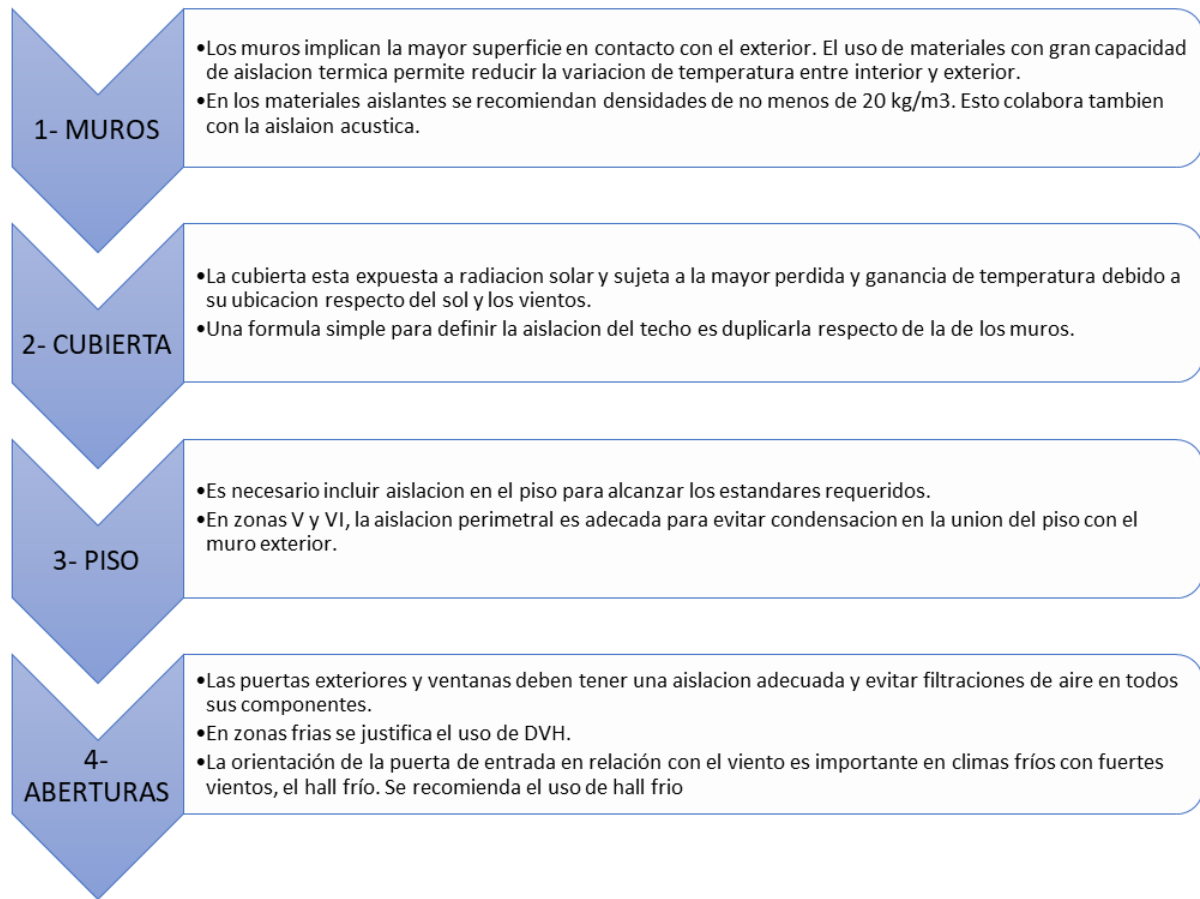 1- MUROS
•Los muros implican la mayor superficie en contacto con el exterior. El uso de materiales con gran capacidad
de aislacion termica permite reducir la variacion de temperatura entre interior y exterior.
•En los materiales aislantes se recomiendan densidades de no menos de 20 kg/m3. Esto colabora tambien
con la aislaion acustica.
2- CUBIERTA
•La cubierta esta expuesta a radiacion solar y sujeta a la mayor perdida y ganancia de temperatura debido a
su ubicacion respecto del sol y los vientos.
•Una formula simple para definir la aislacion del techo es duplicarla respecto de la de los muros.
3- PISO
•Es necesario incluir aislacion en el piso para alcanzar los estandares requeridos.
•En zonas V y VI, la aislacion perimetral es adecada para evitar condensacion en la union del piso con el
muro exterior.
4-
ABERTURAS
•Las puertas exteriores y ventanas deben tener una aislacion adecuada y evitar filtraciones de aire en todos
sus componentes.
•En zonas frias se justifica el uso de DVH.
•La orientación de la puerta de entrada en relación con el viento es importante en climas fríos con fuertes
vientos, el hall frío. Se recomienda el uso de hall frio